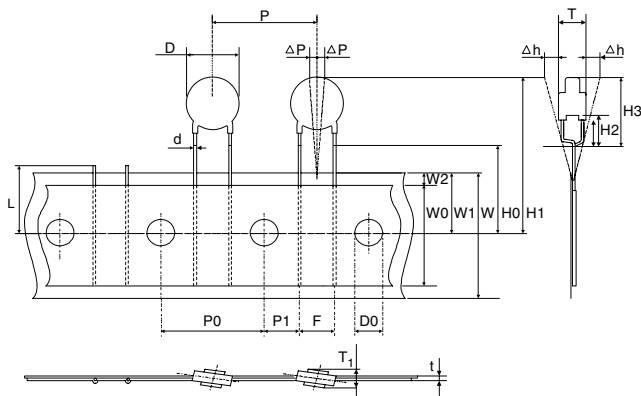 P
T
D
ΔP ΔP
Δh Δh
H3
H2
d
W2
L
W0 W1 W H0 H1
P0 P1 F D0
T1
t